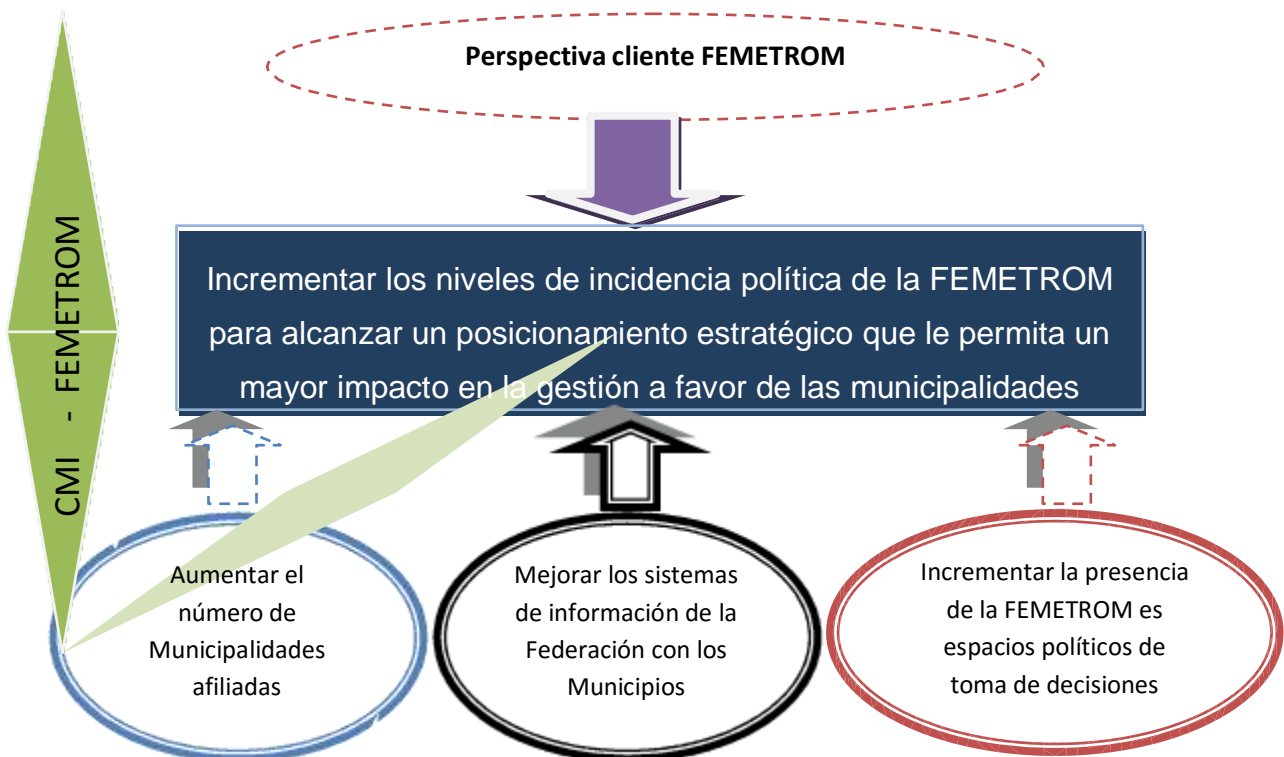 Perspectiva cliente FEMETROM
CMI - FEMETROM
Incrementar los niveles de incidencia política de la FEMETROM
para alcanzar un posicionamiento estratégico que le permita un
mayor impacto en la gestión a favor de las municipalidades
Aumentar el
número de
Municipalidades
afiliadas
Mejorar los sistemas
de información de la
Federación con los
Municipios
Incrementar la presencia
de la FEMETROM es
espacios políticos de
toma de decisiones